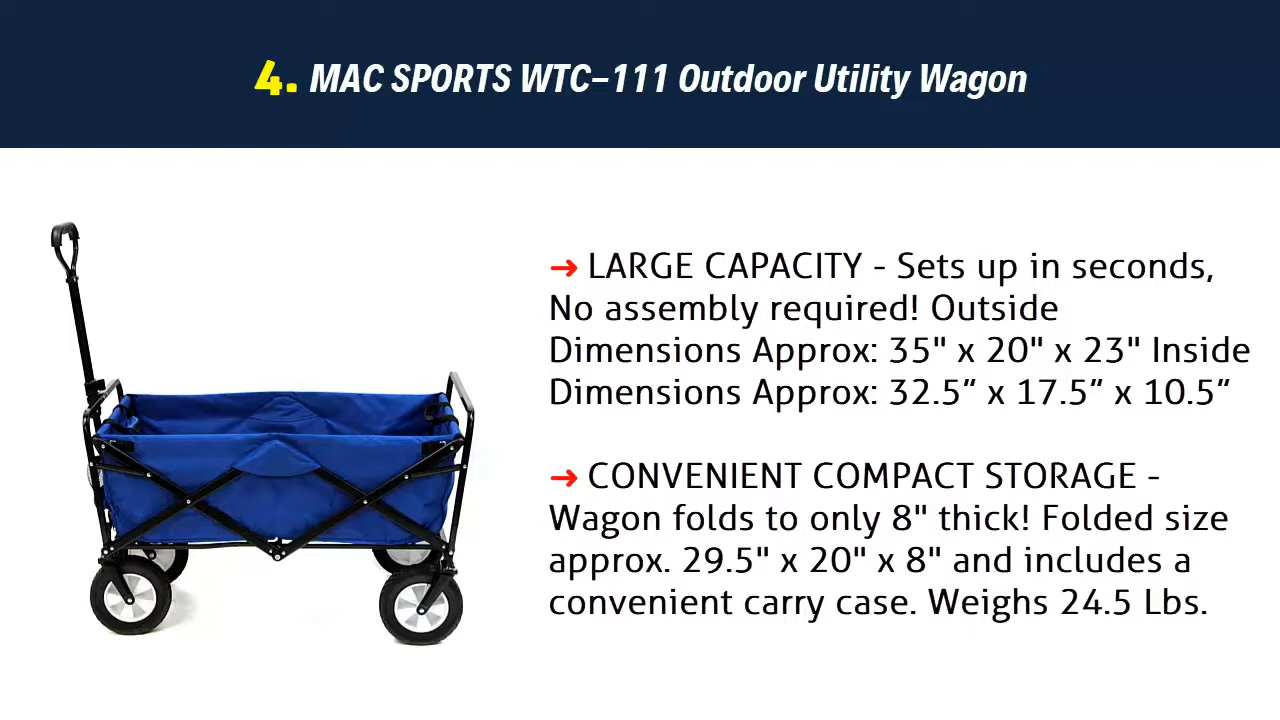 4. MAC SPORTS WTC–111 Outdoor Utility Wagon
➜ LARGE CAPACITY - Sets up in seconds,
No assembly required! Outside
Dimensions Approx: 35" x 20" x 23" Inside
Dimensions Approx: 32.5” x 17.5” x 10.5”
➜ CONVENIENT COMPACT STORAGE -
Wagon folds to only 8" thick! Folded size
approx. 29.5" x 20" x 8" and includes a
convenient carry case. Weighs 24.5 Lbs.